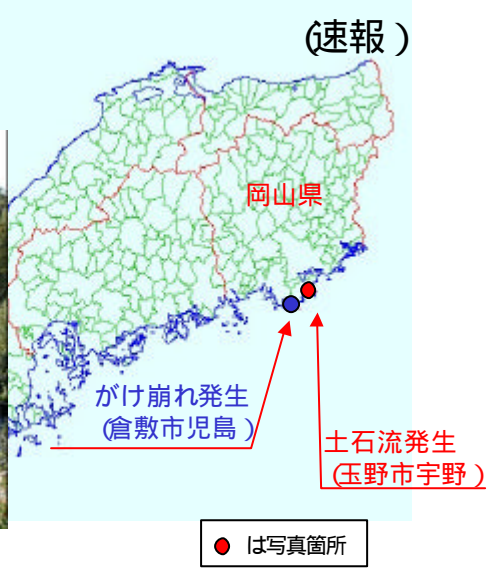 (速報)
岡山県
がけ崩れ発生
(倉敷市児島)
土石流発生
(玉野市宇野)
は写真箇所